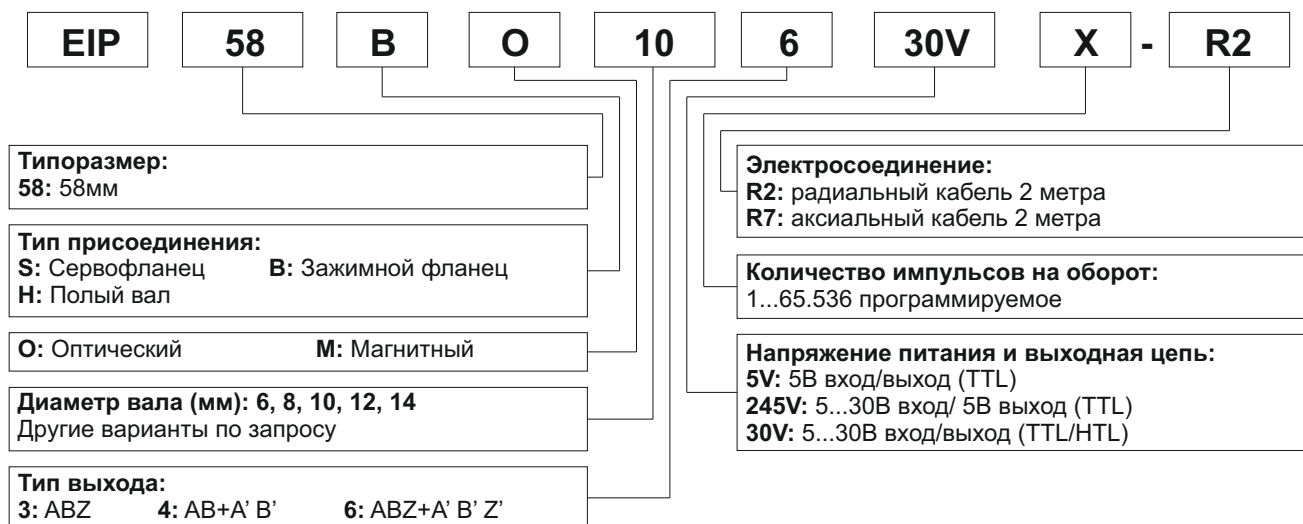 EIP 58 B O 10 6 30V X - R2
Типоразмер:
58: 58мм
Тип присоединения:
S: Сервофланец B: Зажимной фланец
H: Полый вал
O: Оптический M: Магнитный
Диаметр вала (мм): 6, 8, 10, 12, 14
Другие варианты по запросу
Тип выхода:
3: ABZ 4: AB+A’ B’ 6: ABZ+A’ B’ Z’
Электросоединение:
R2: радиальный кабель 2 метра
R7: аксиальный кабель 2 метра
Количество импульсов на оборот:
1...65.536 программируемое
Напряжение питания и выходная цепь:
5V: 5В вход/выход (TTL)
245V: 5...30В вход/ 5В выход (TTL)
30V: 5...30В вход/выход (TTL/HTL)